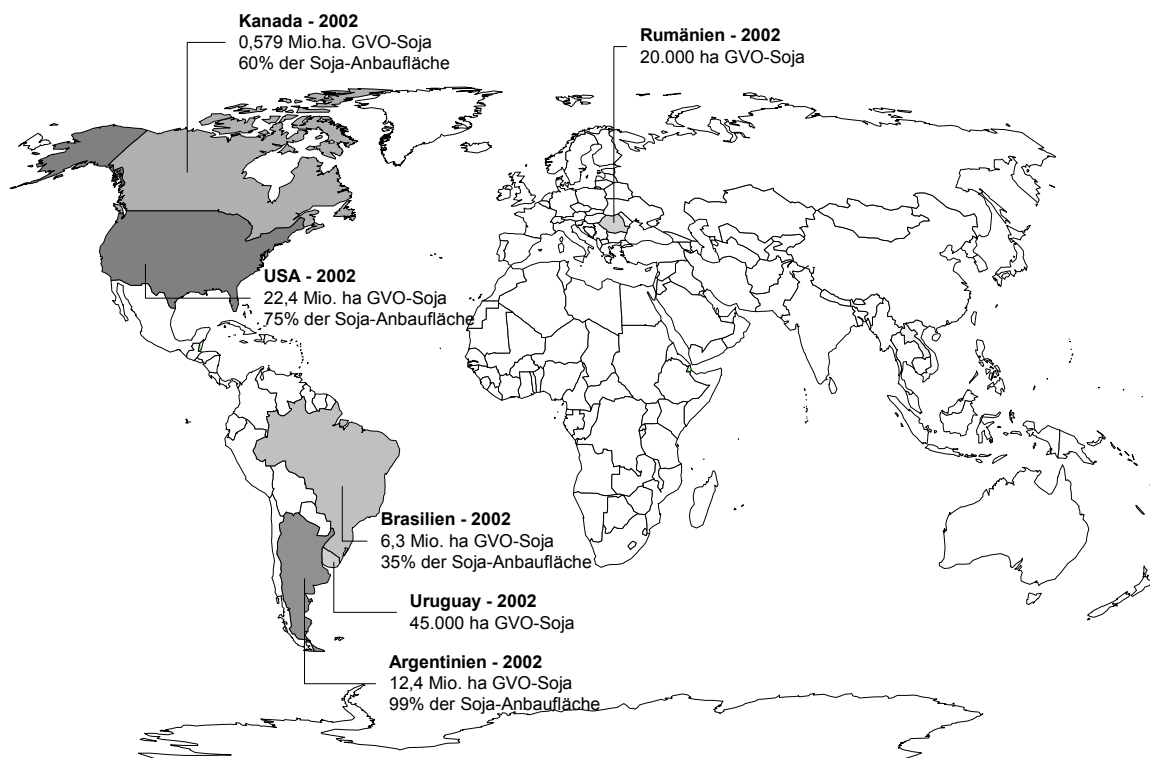 Kanada - 2002
0,579 Mio.ha. GVO-Soja
60% der Soja-Anbaufläche
Rumänien - 2002
20.000 ha GVO-Soja
USA - 2002
22,4 Mio. ha GVO-Soja
75% der Soja-Anbaufläche
Brasilien - 2002
6,3 Mio. ha GVO-Soja
35% der Soja-Anbaufläche
Uruguay - 2002
45.000 ha GVO-Soja
Argentinien - 2002
12,4 Mio. ha GVO-Soja
99% der Soja-Anbaufläche